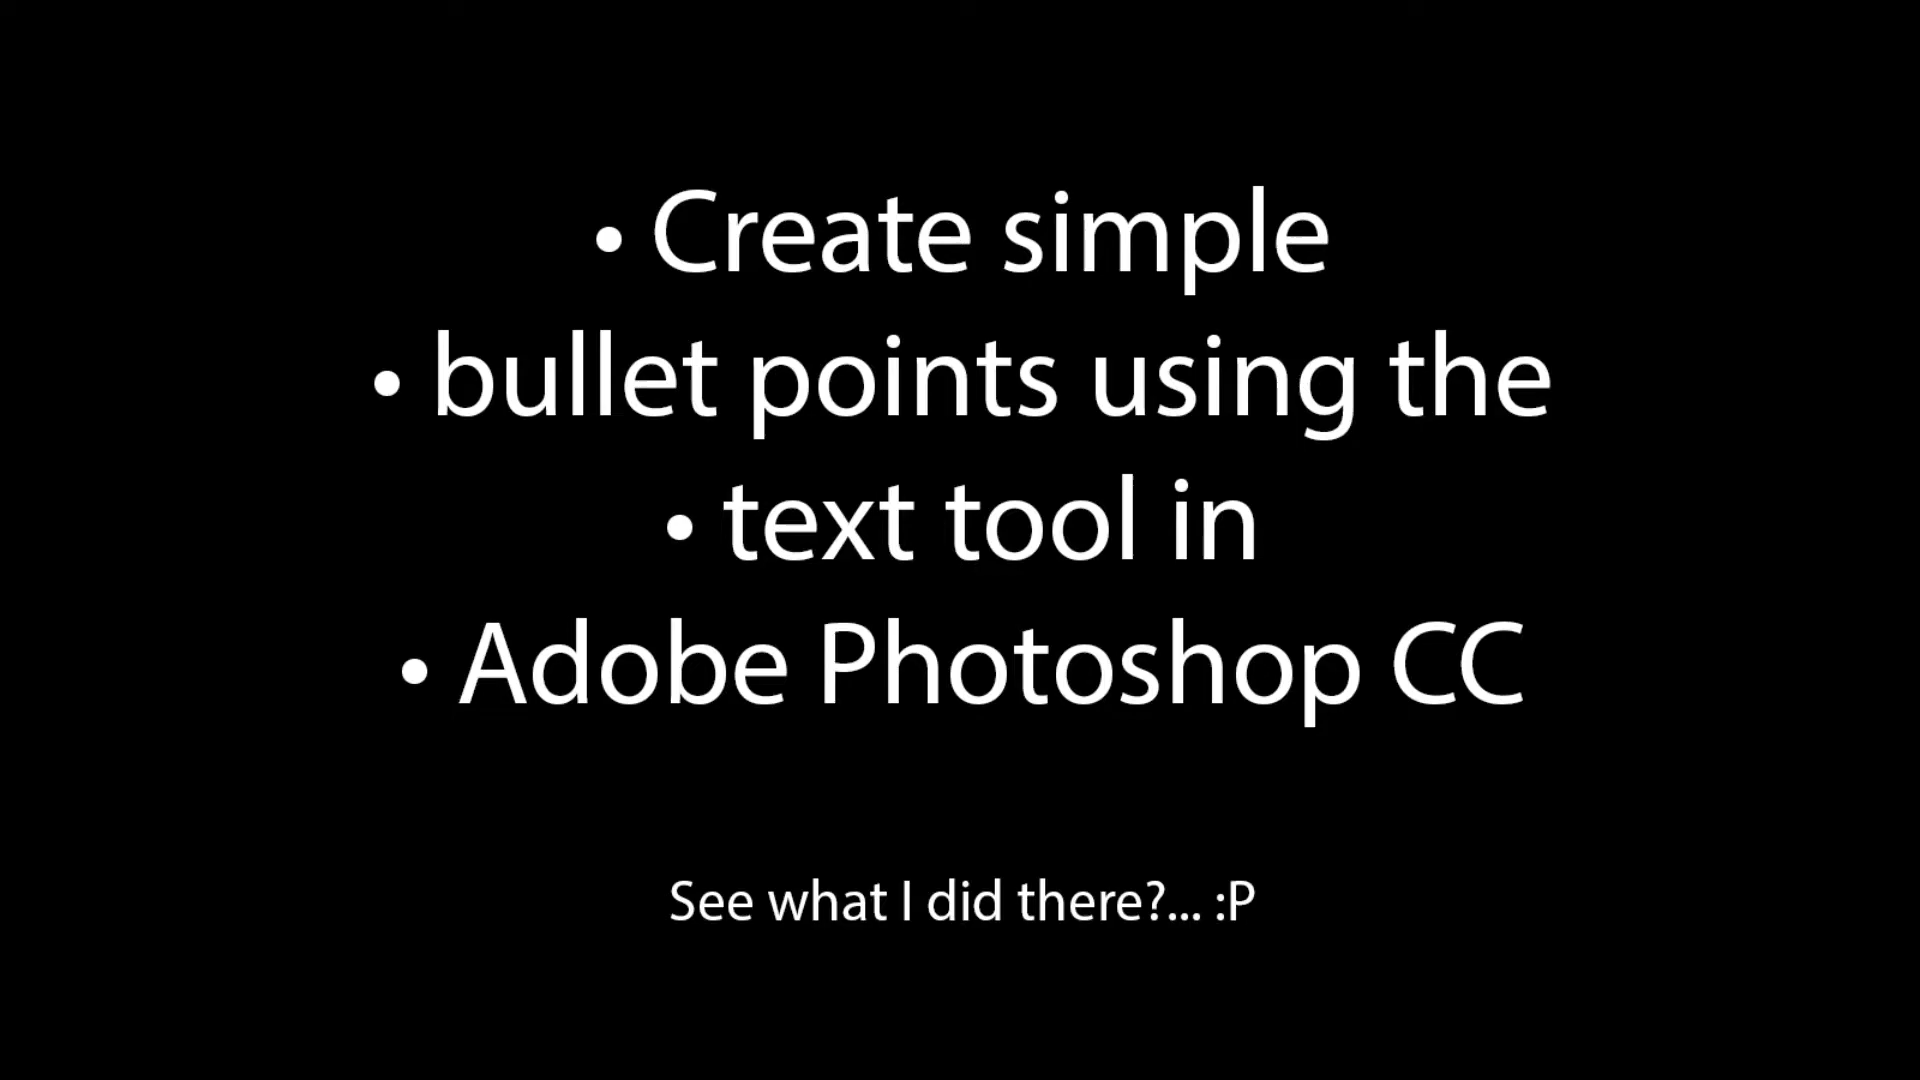 • Create simple
• bullet points using the
• text tool in
• Adobe Photoshop CC
See what I did there?... :P